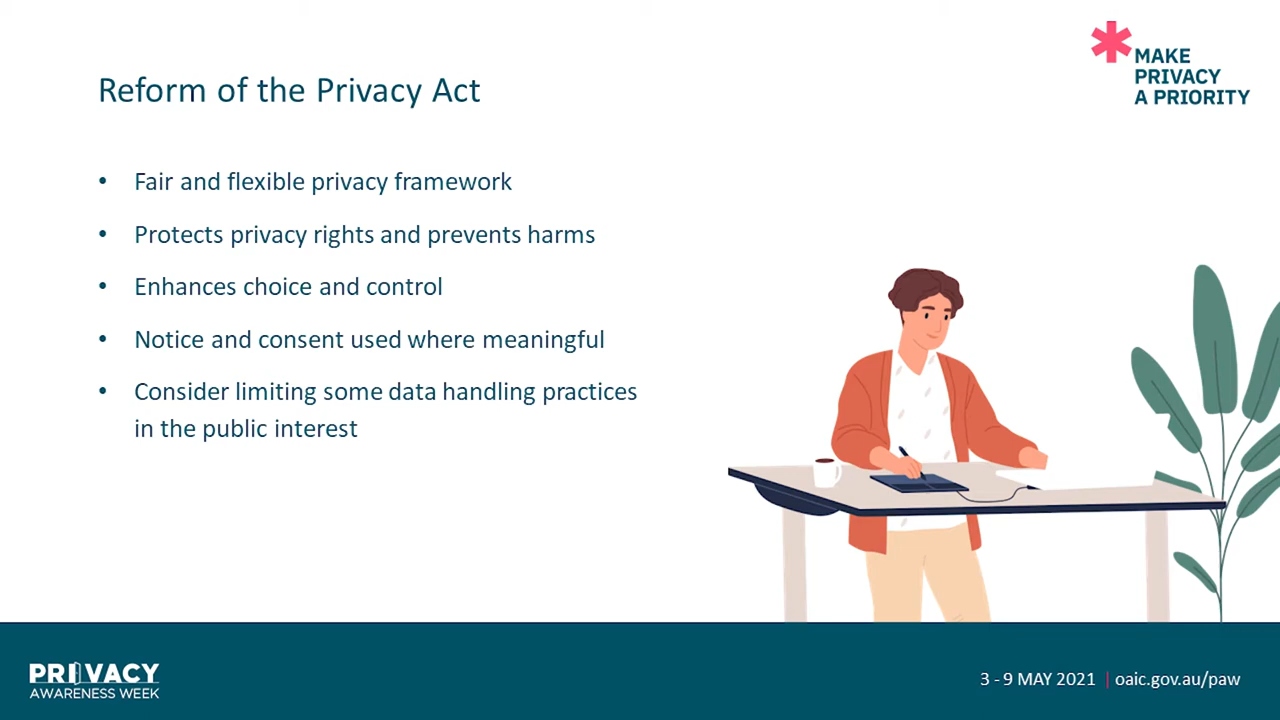 MAKE
PRIVACY
A PRIORITY
Reform of the Privacy Act
• Fair and flexible privacy framework
• Protects privacy rights and prevents harms
• Enhances choice and control
• Notice and consent used where meaningful
• Consider limiting some data handling practices
in the public interest
PRIVACY
AWARENESS WEEK
3 - 9 MAY 2021 | oaic.gov.au/paw